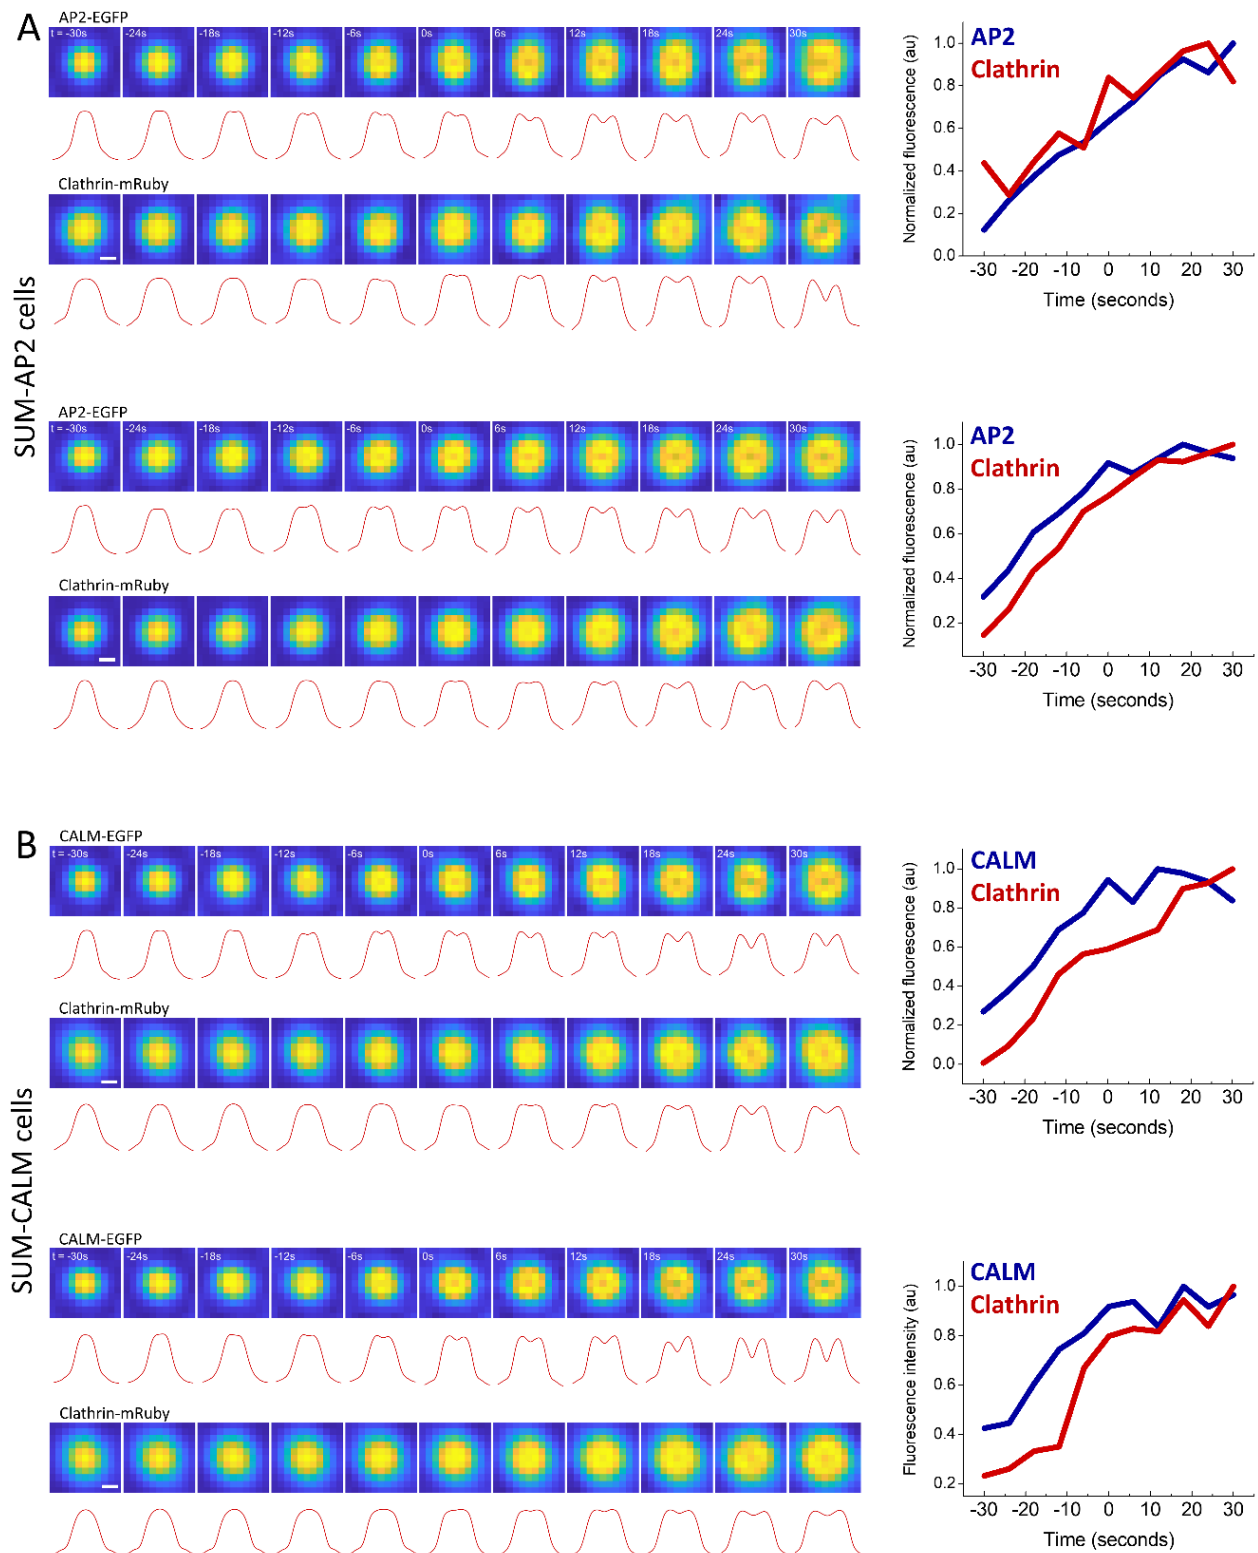 A
AP2-EGFP
t = -30s -24s -18s -12s -6s 0s 6s 12s 18s 24s 30s
Clathrin-mRuby
SUM-AP2 cells
AP2-EGFP
t = -30s -24s -18s -12s -6s 0s 6s 12s 18s 24s 30s
Clathrin-mRuby
AP2
Clathrin
Normalized fluorescence (au)
1.0
0.8
0.6
0.4
0.2
0.0
-30 -20 -10 0 10 20 30
Time (seconds)
AP2
Clathrin
Normalized fluorescence (au)
1.0
0.8
0.6
0.4
0.2
-30 -20 -10 0 10 20 30
Time (seconds)
B
CALM-EGFP
t = -30s -24s -18s -12s -6s 0s 6s 12s 18s 24s 30s
Clathrin-mRuby
SUM-CALM cells
CALM-EGFP
t = -30s -24s -18s -12s -6s 0s 6s 12s 18s 24s 30s
Clathrin-mRuby
CALM
Clathrin
Normalized fluorescence (au)
1.0
0.8
0.6
0.4
0.2
0.0
-30 -20 -10 0 10 20 30
Time (seconds)
CALM
Clathrin
Fluorescence intensity (au)
1.0
0.8
0.6
0.4
0.2
-30 -20 -10 0 10 20 30
Time (seconds)